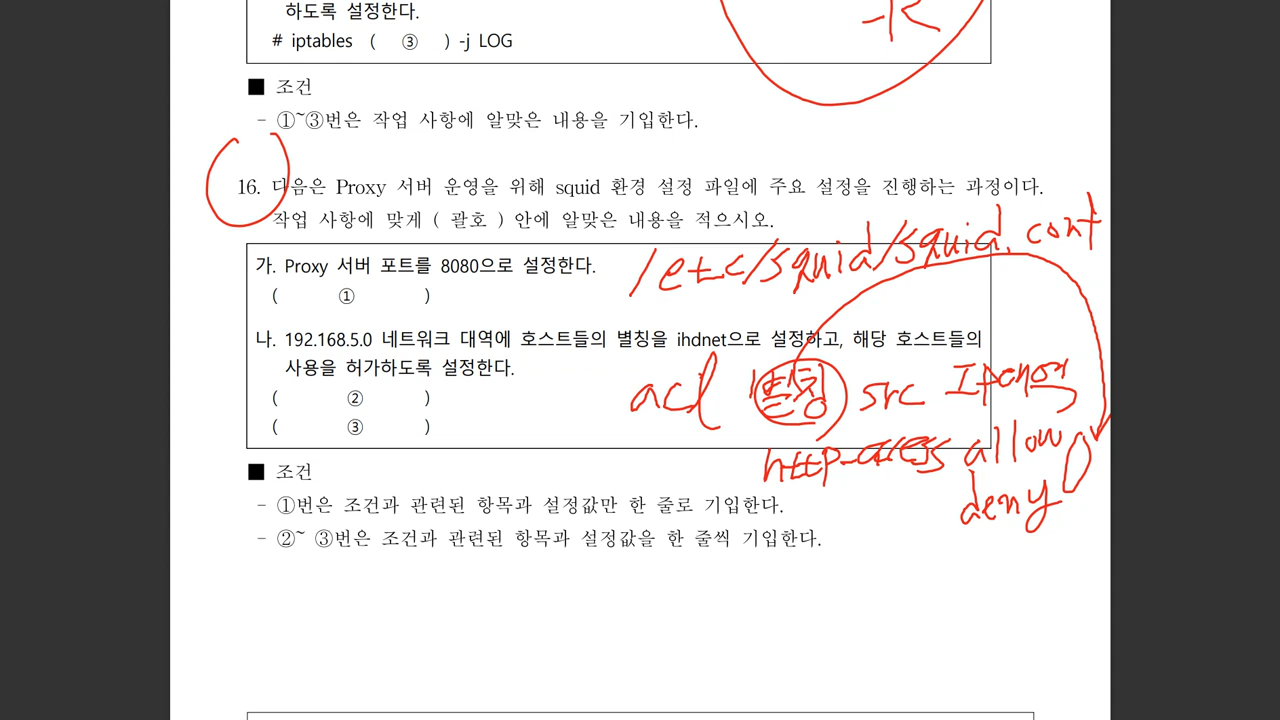 하도록 설정한다.
# iptables ( ③ ) -j LOG
-R
■ 조건
- ①~③번은 작업 사항에 알맞은 내용을 기입한다.
16. 다음은 Proxy 서버 운영을 위해 squid 환경 설정 파일에 주요 설정을 진행하는 과정이다.
작업 사항에 맞게 ( 괄호 ) 안에 알맞은 내용을 적으시오.
/etc/squid/squid.conf
가. Proxy 서버 포트를 8080으로 설정한다.
( ① )
나. 192.168.5.0 네트워크 대역에 호스트들의 별칭을 ihdnet으로 설정하고, 해당 호스트들의
사용을 허가하도록 설정한다.
( ② )
acl 별칭 src IP대역
( ③ )
http-access allow
deny
■ 조건
- ①번은 조건과 관련된 항목과 설정값만 한 줄로 기입한다.
- ②~ ③번은 조건과 관련된 항목과 설정값을 한 줄씩 기입한다.